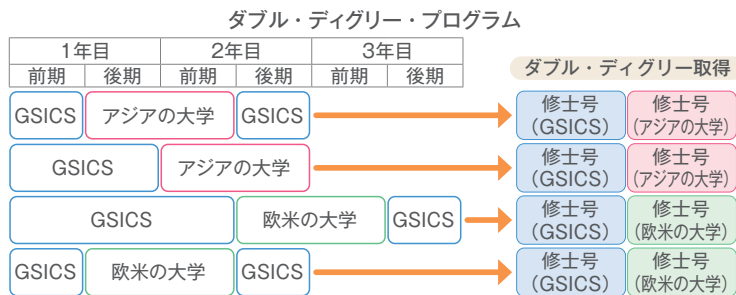 ダブル・ディグリー・プログラム
1年目 2年目 3年目
前期 後期 前期 後期 前期 後期
ダブル・ディグリー取得
GSICS アジアの大学 GSICS
修士号 修士号
(GSICS) (アジアの大学)
GSICS アジアの大学
修士号 修士号
(GSICS) (アジアの大学)
GSICS 欧米の大学 GSICS
修士号 修士号
(GSICS) (欧米の大学)
GSICS 欧米の大学 GSICS
修士号 修士号
(GSICS) (欧米の大学)